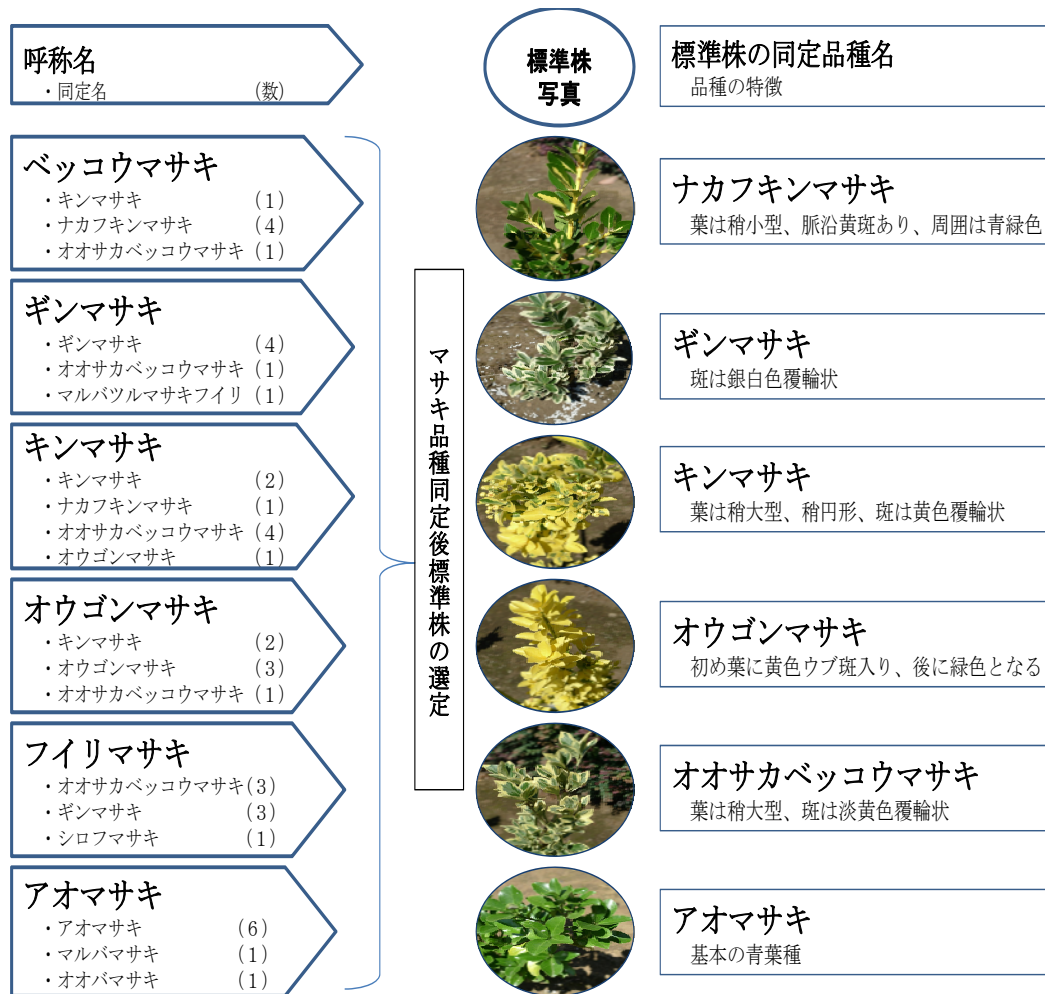 呼称名
・同定名 (数)
標準株
写真
標準株の同定品種名
品種の特徴
ベッコウマサキ
・キンマサキ (1)
・ナカフキンマサキ (4)
・オオサカベッコウマサキ (1)
ギンマサキ
・ギンマサキ (4)
・オオサカベッコウマサキ (1)
・マルバツルマサキフイリ (1)
キンマサキ
・キンマサキ (2)
・ナカフキンマサキ (1)
・オオサカベッコウマサキ (4)
・オウゴンマサキ (1)
オウゴンマサキ
・キンマサキ (2)
・オウゴンマサキ (3)
・オオサカベッコウマサキ (1)
フイリマサキ
・オオサカベッコウマサキ(3)
・ギンマサキ (3)
・シロフマサキ (1)
アオマサキ
・アオマサキ (6)
・マルバマサキ (1)
・オオバマサキ (1)
マサキ品種同定後標準株の選定
ナカフキンマサキ
葉は稍小型、脈沿黄斑あり、周囲は青緑色
ギンマサキ
斑は銀白色覆輪状
キンマサキ
葉は稍大型、稍円形、斑は黄色覆輪状
オウゴンマサキ
初め葉に黄色ウブ斑入り、後に緑色となる
オオサカベッコウマサキ
葉は稍大型、斑は淡黄色覆輪状
アオマサキ
基本の青葉種